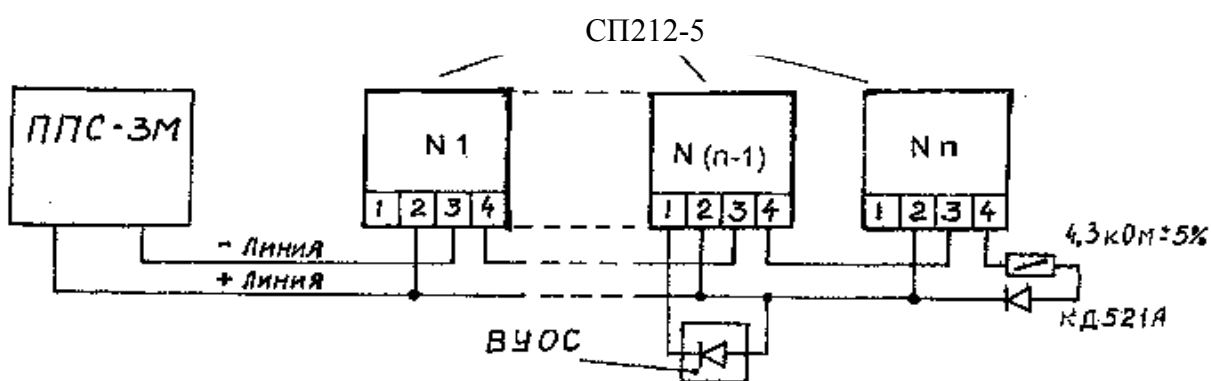 СП212-5
ППС-3М
N 1
N (n-1)
N n
1 2 3 4
1 2 3 4
1 2 3 4
- Линия
+ Линия
4,3 кОм±5%
КД521А
ВУОС